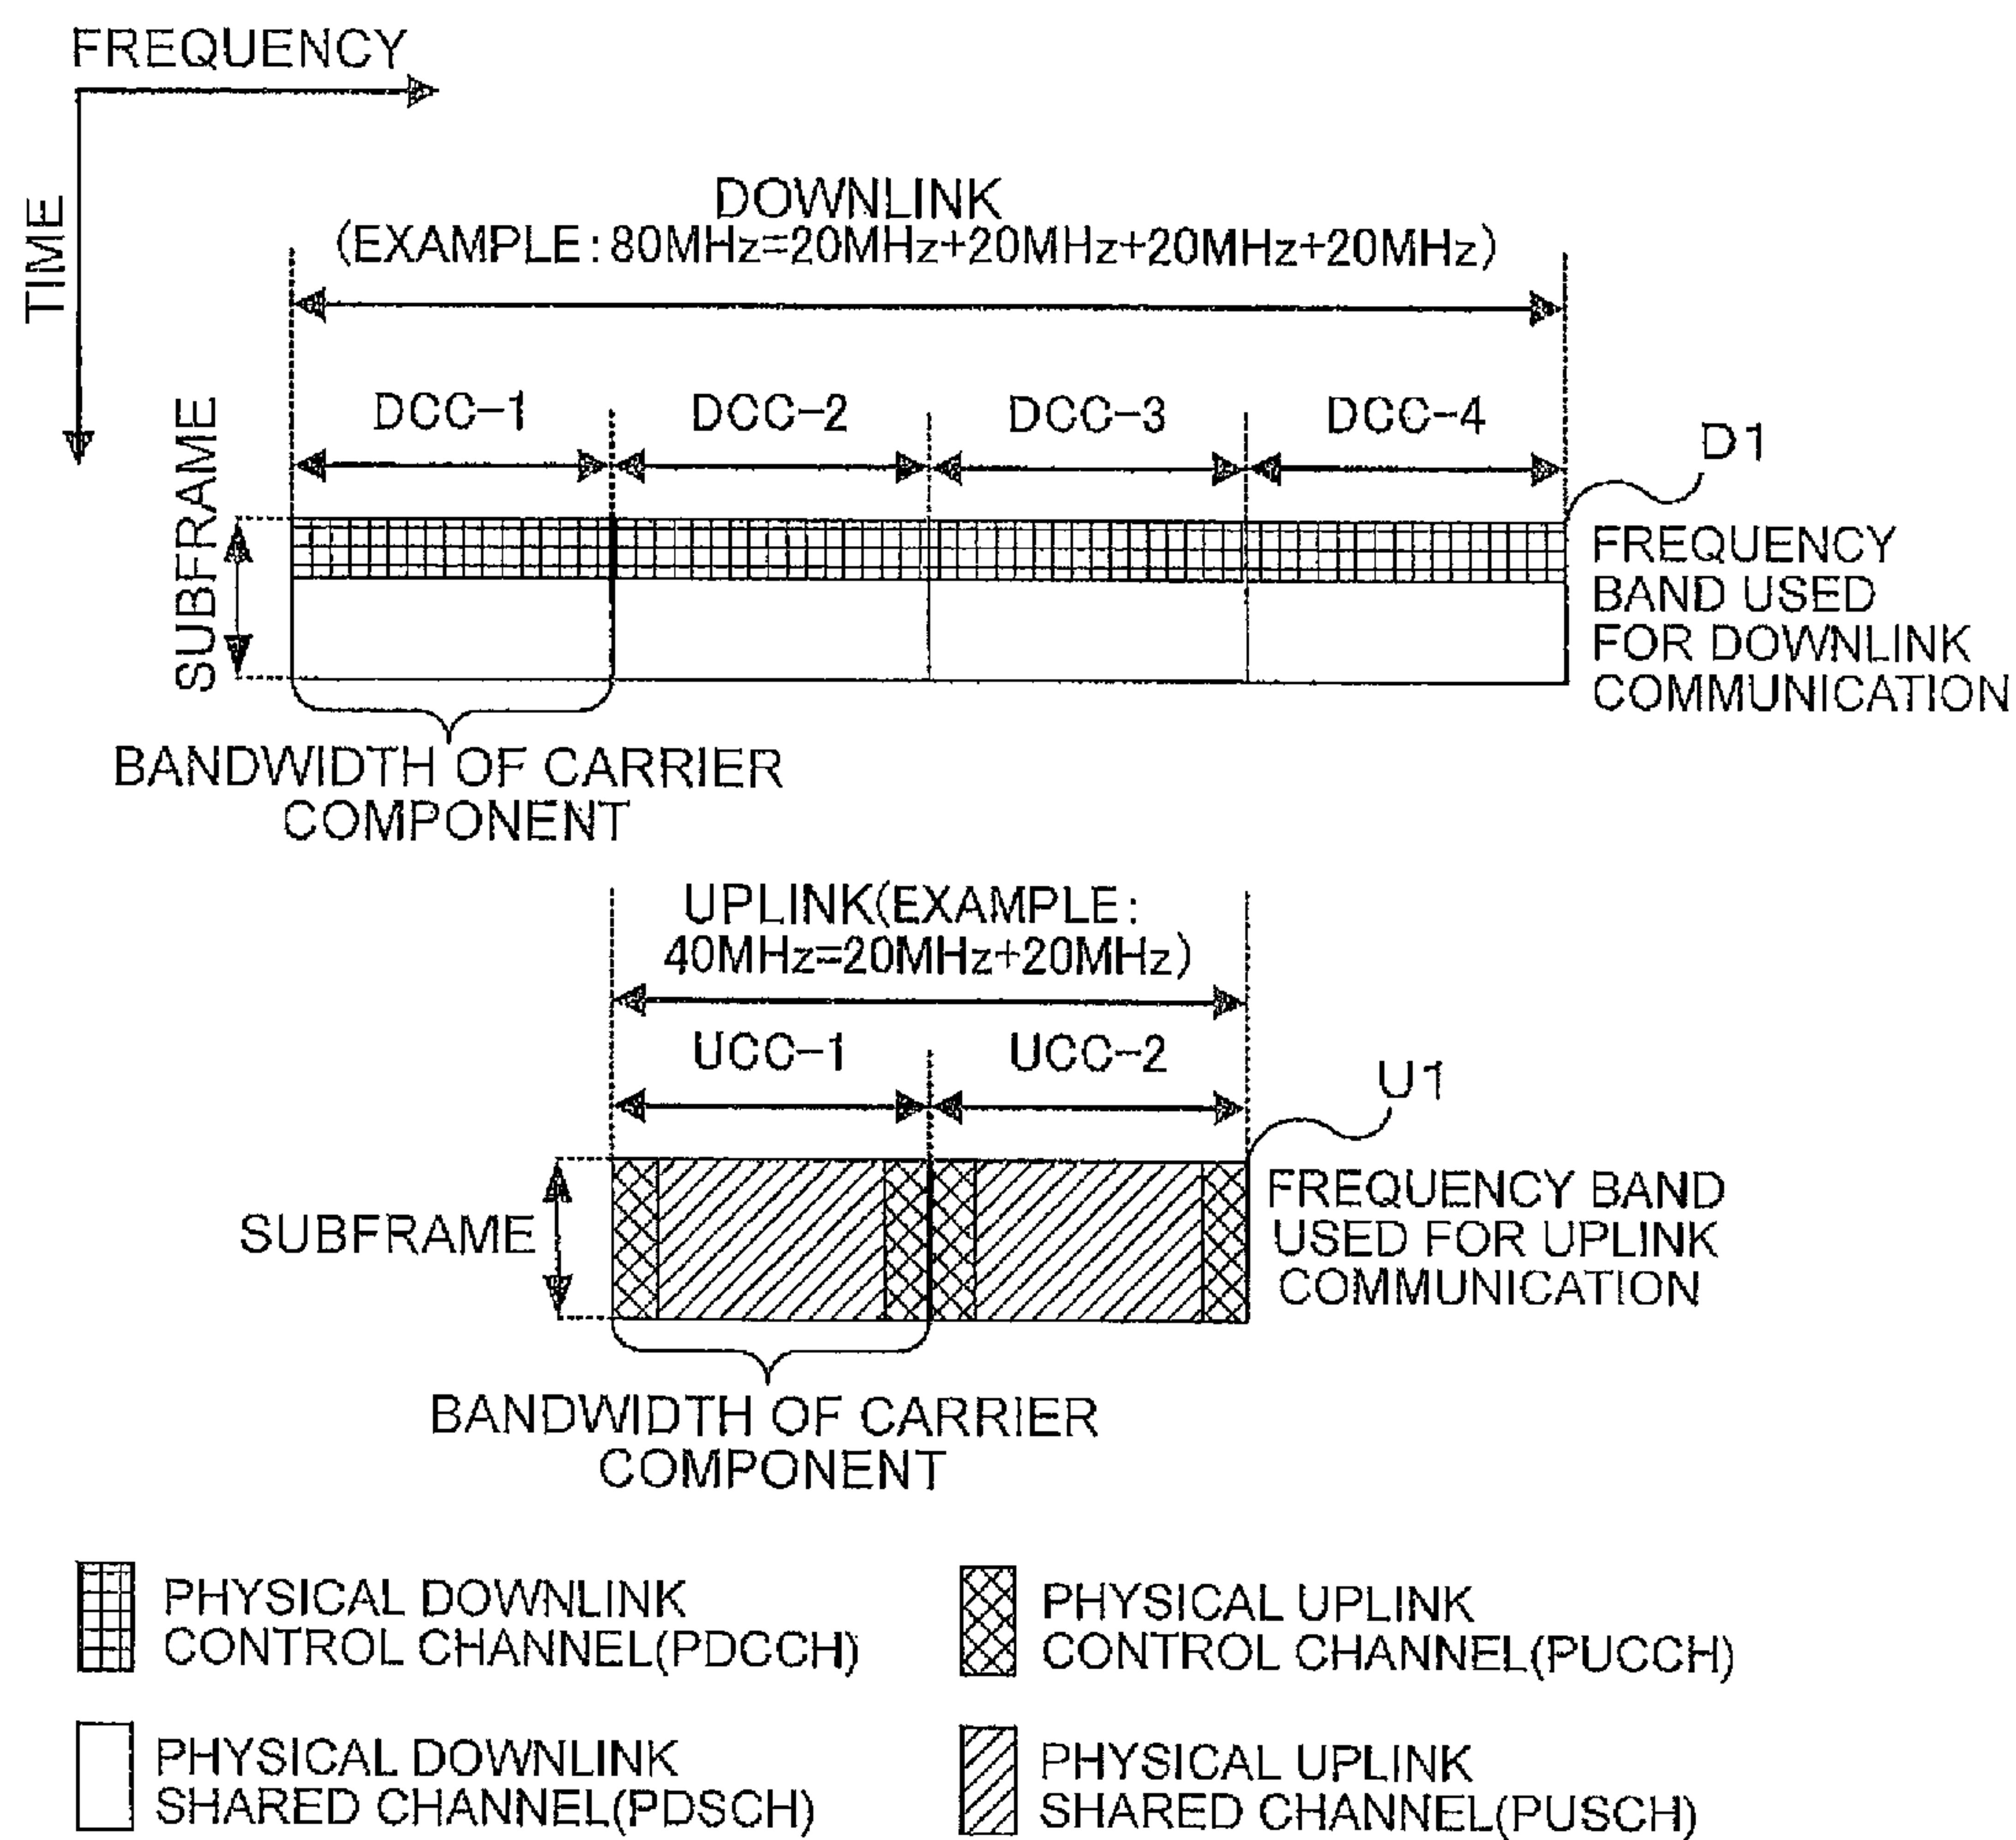 FREQUENCY
TIME
DOWNLINK
(EXAMPLE:80MHz=20MHz+20MHz+20MHz+20MHz)
DCC-1
DCC-2
DCC-3
DCC-4
D1
SUBFRAME
FREQUENCY
BAND USED
FOR DOWNLINK
COMMUNICATION
BANDWIDTH OF CARRIER
COMPONENT
UPLINK(EXAMPLE:
40MHz=20MHz+20MHz)
UCC-1
UCC-2
U1
SUBFRAME
FREQUENCY BAND
USED FOR UPLINK
COMMUNICATION
BANDWIDTH OF CARRIER
COMPONENT
PHYSICAL DOWNLINK
CONTROL CHANNEL(PDCCH)
PHYSICAL UPLINK
CONTROL CHANNEL(PUCCH)
PHYSICAL DOWNLINK
SHARED CHANNEL(PDSCH)
PHYSICAL UPLINK
SHARED CHANNEL(PUSCH)